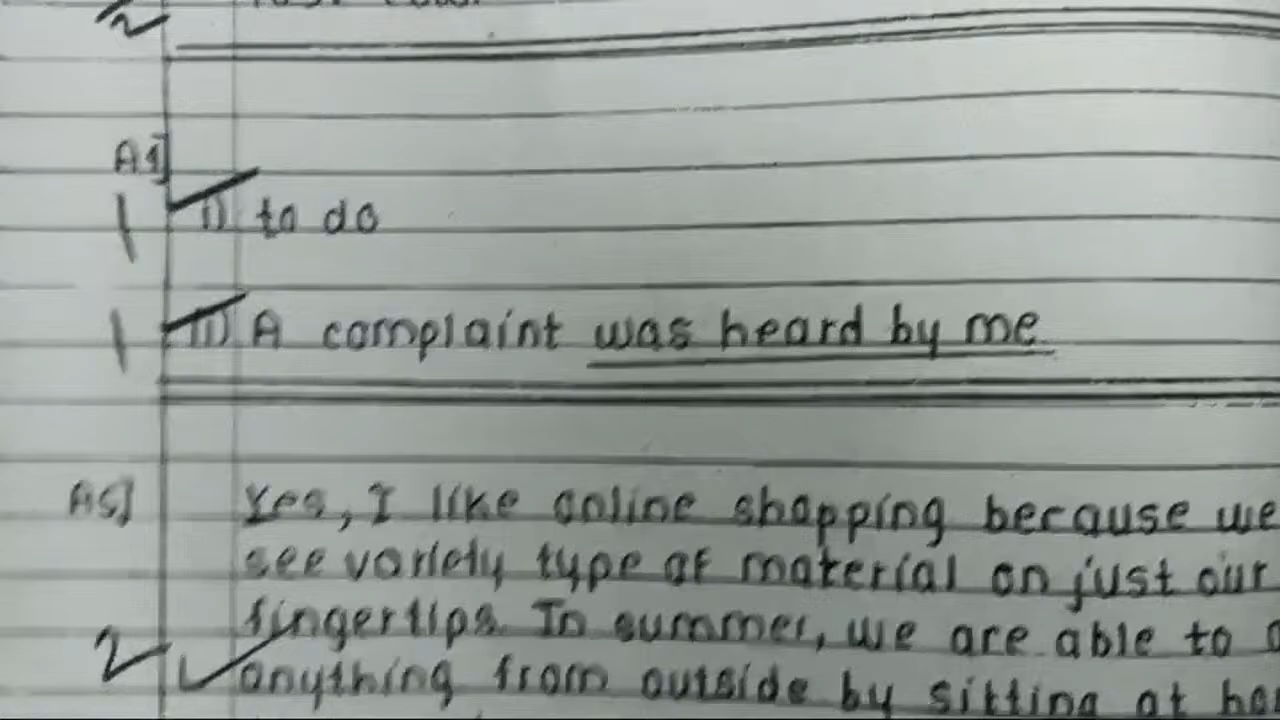 2
A4]
1 i) to do
1 ii) A complaint was heard by me.
A5] Yes, I like online shopping because we
see variety type of material on just our
fingertips. In summer, we are able to
2 anything from outside by sitting at